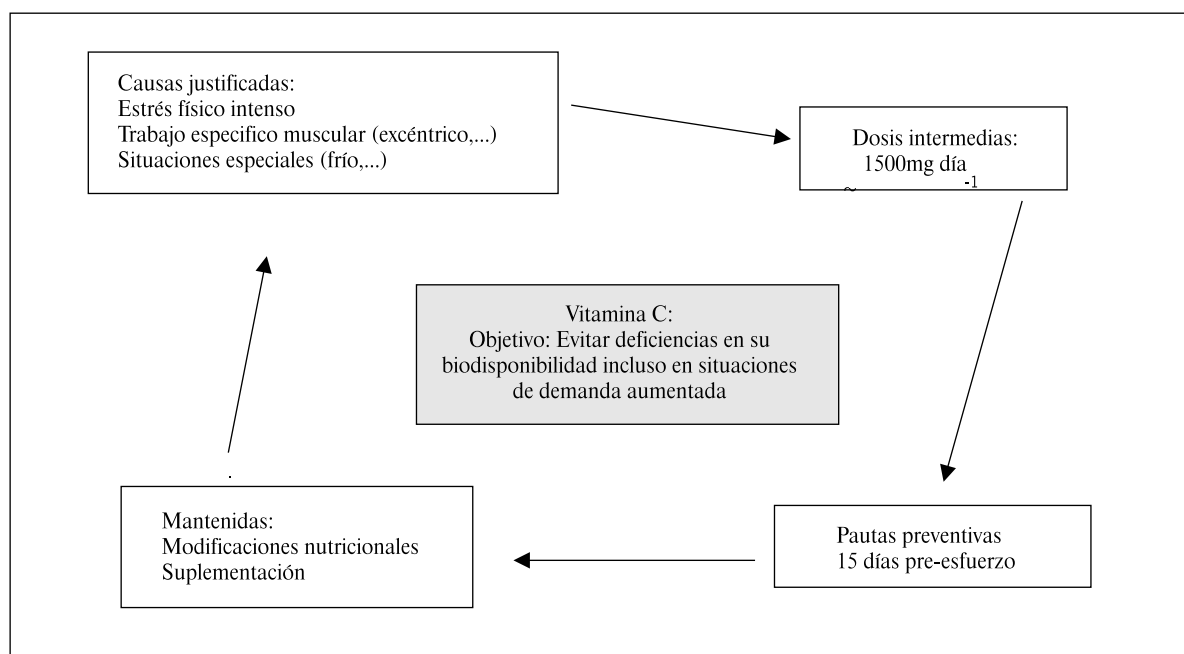 Causas justificadas:
Estrés físico intenso
Trabajo especifico muscular (excéntrico,...)
Situaciones especiales (frío,...)
Dosis intermedias:
~ 1500mg día-1
Vitamina C:
Objetivo: Evitar deficiencias en su
biodisponibilidad incluso en situaciones
de demanda aumentada
Mantenidas:
Modificaciones nutricionales
Suplementación
Pautas preventivas
15 días pre-esfuerzo